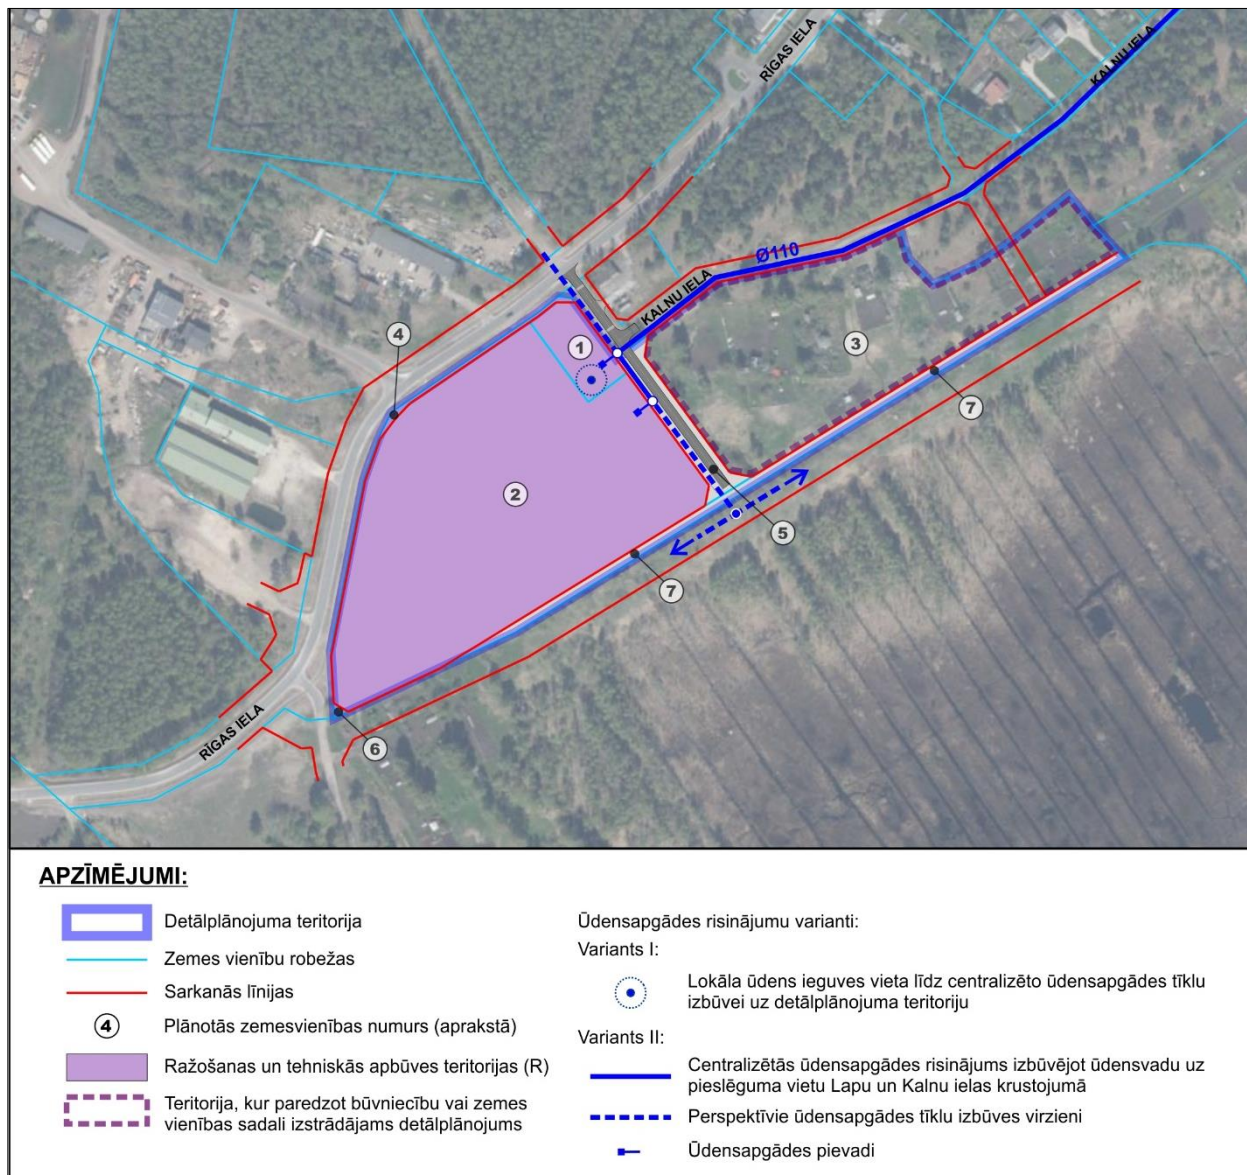 RĪGAS IELA
KALNU IELA
Ø110
KALNU IELA
4
1
3
7
2
5
7
6
RĪGAS IELA
APZĪMĒJUMI:
Detālplānojuma teritorija
Zemes vienību robežas
Sarkanās līnijas
4 Plānotās zemesvienības numurs (aprakstā)
Ražošanas un tehniskās apbūves teritorijas (R)
Teritorija, kur paredzot būvniecību vai zemes
vienības sadali izstrādājams detālplānojums
Ūdensapgādes risinājumu varianti:
Variants I:
Lokāla ūdens ieguves vieta līdz centralizēto ūdensapgādes tīklu
izbūvei uz detālplānojuma teritoriju
Variants II:
Centralizētās ūdensapgādes risinājums izbūvējot ūdensvadu uz
pieslēguma vietu Lapu un Kalnu ielas krustojumā
Perspektīvie ūdensapgādes tīklu izbūves virzieni
Ūdensapgādes pievadi